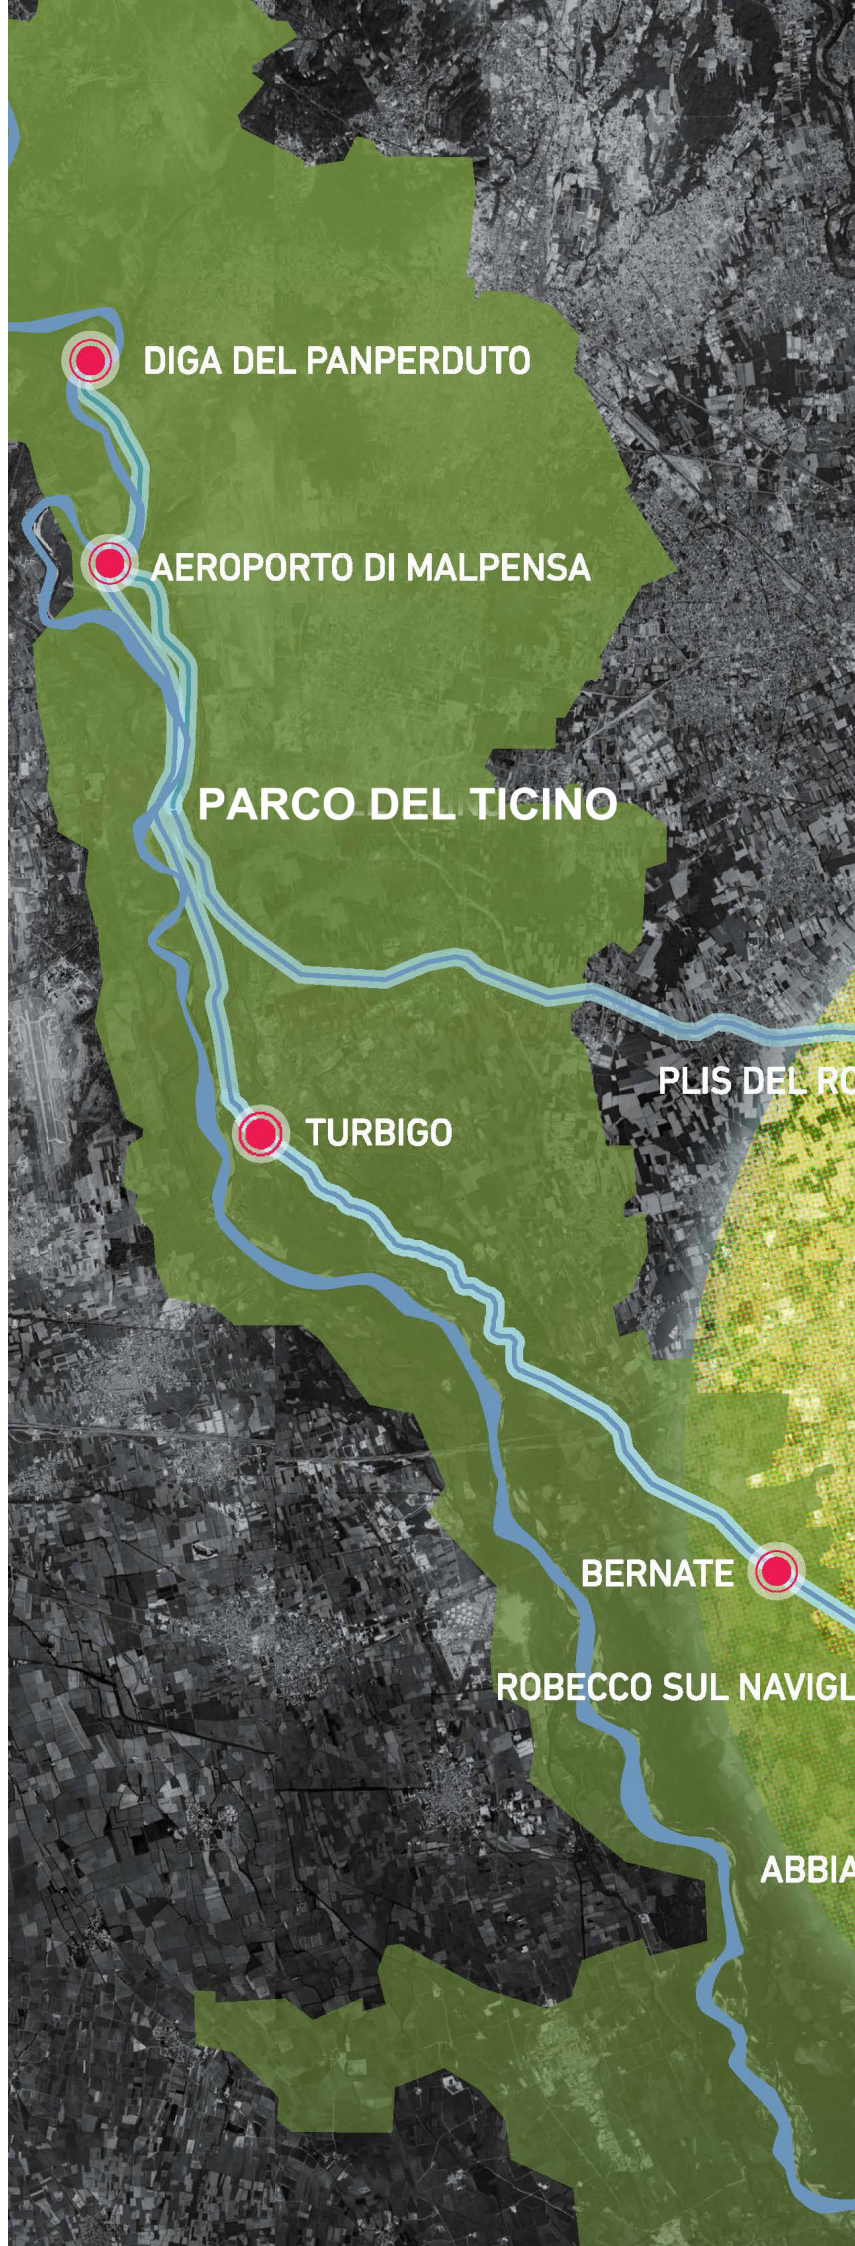 DIGA DEL PANPERDUTO
AEROPORTO DI MALPENSA
PARCO DEL TICINO
PLIS DEL RO
TURBIGO
BERNATE
ROBECCO SUL NAVIGL
ABBIA